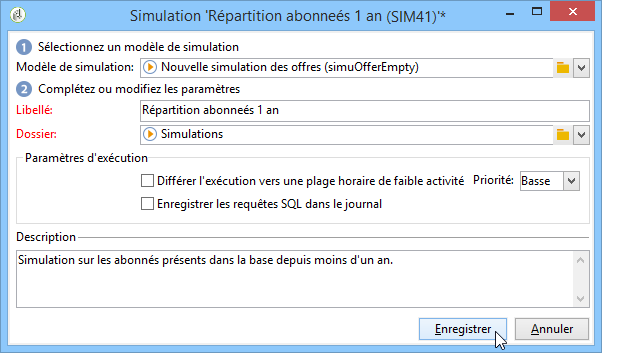 Simulation 'Répartition abonneés 1 an (SIM41)'*
1 Sélectionnez un modèle de simulation
Modèle de simulation: Nouvelle simulation des offres (simuOfferEmpty)
2 Complétez ou modifiez les paramètres
Libellé: Répartition abonneés 1 an
Dossier: Simulations
Paramètres d'exécution
Différer l'exécution vers une plage horaire de faible activité Priorité: Basse
Enregistrer les requêtes SQL dans le journal
Description
Simulation sur les abonnés présents dans la base depuis moins d'un an.
Enregistrer Annuler